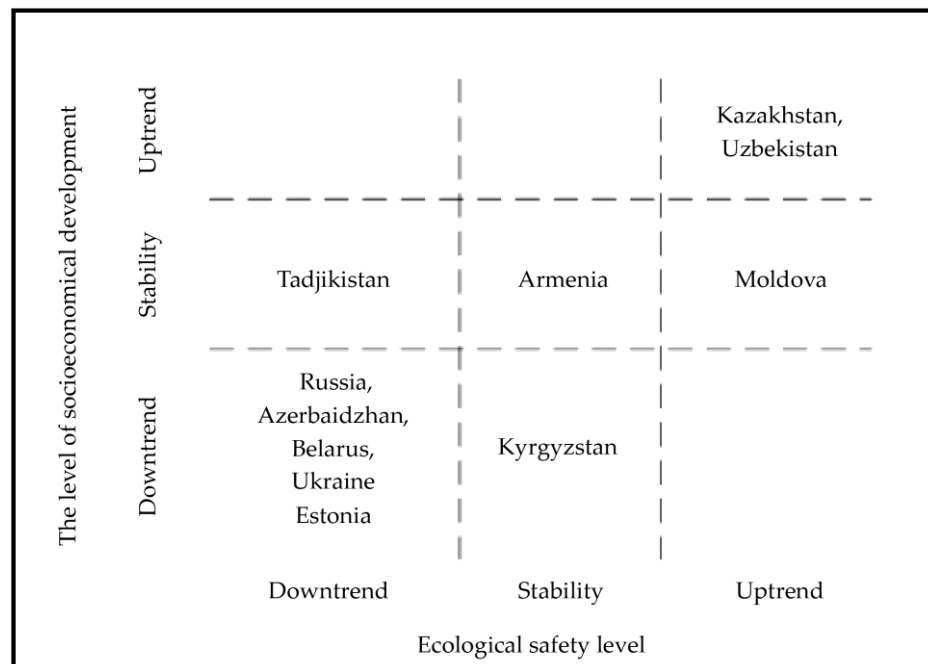 The level of socioeconomical development
Uptrend
Kazakhstan,
Uzbekistan
Stability
Tadjikistan
Armenia
Moldova
Downtrend
Russia,
Azerbaidzhan,
Belarus,
Ukraine
Estonia
Kyrgyzstan
Downtrend
Stability
Uptrend
Ecological safety level